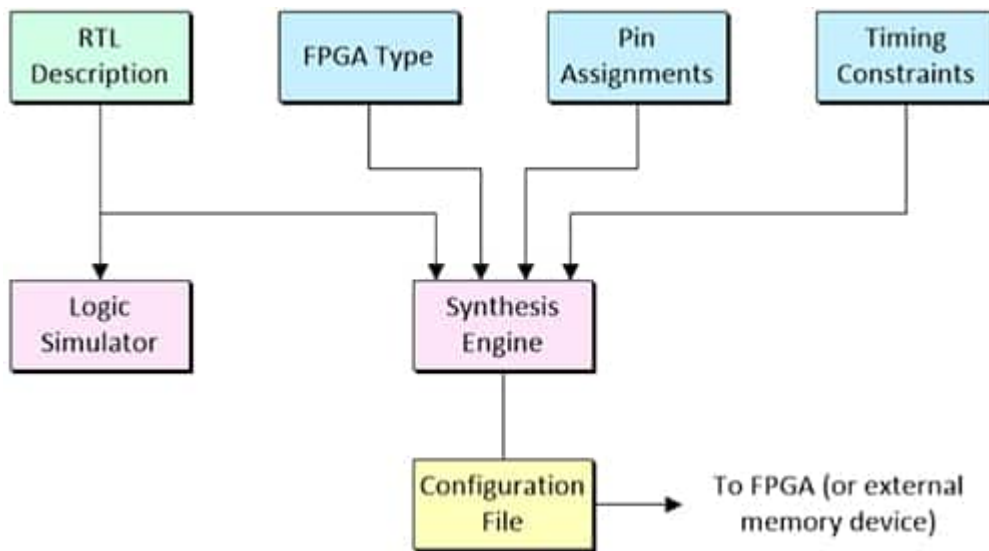 RTL
Description
FPGA Type
Pin
Assignments
Timing
Constraints
Logic
Simulator
Synthesis
Engine
Configuration
File
To FPGA (or external
memory device)